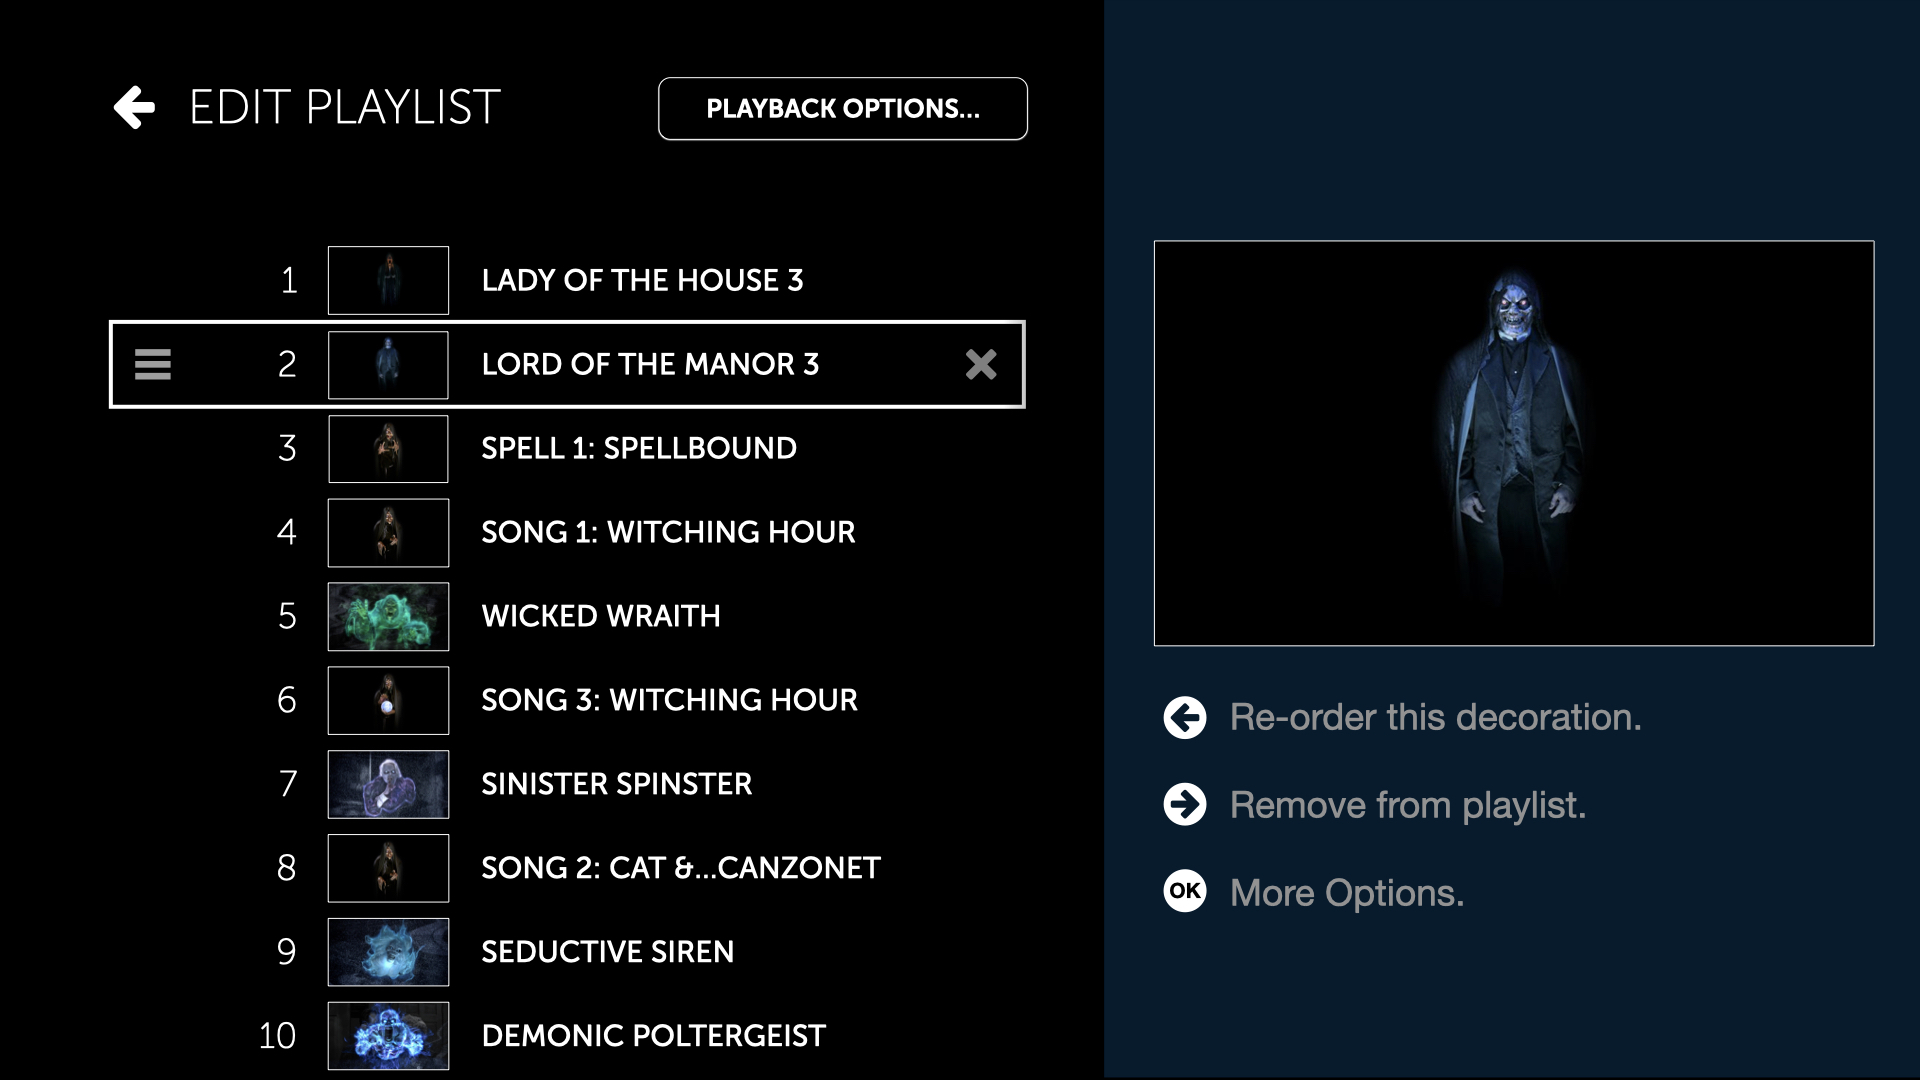 EDIT PLAYLIST
PLAYBACK OPTIONS...
1 LADY OF THE HOUSE 3
2 LORD OF THE MANOR 3
3 SPELL 1: SPELLBOUND
4 SONG 1: WITCHING HOUR
5 WICKED WRAITH
6 SONG 3: WITCHING HOUR
7 SINISTER SPINSTER
8 SONG 2: CAT &...CANZONET
9 SEDUCTIVE SIREN
10 DEMONIC POLTERGEIST
Re-order this decoration.
Remove from playlist.
OK More Options.